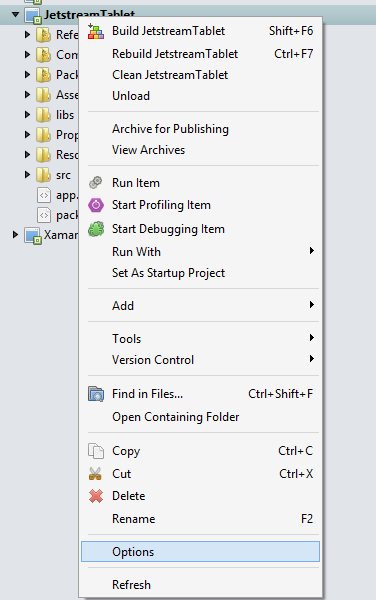 JetstreamTablet
Build JetstreamTablet Shift+F6
Refe
Rebuild JetstreamTablet Ctrl+F7
Com
Clean JetstreamTablet
Pack
Unload
Asse
libs
Archive for Publishing
Prop
View Archives
Reso
src
Run Item
app.
Start Profiling Item
pack
Start Debugging Item
Xamar
Run With
Set As Startup Project
Add
Tools
Version Control
Find in Files... Ctrl+Shift+F
Open Containing Folder
Copy Ctrl+C
Cut Ctrl+X
Delete
Rename F2
Options
Refresh